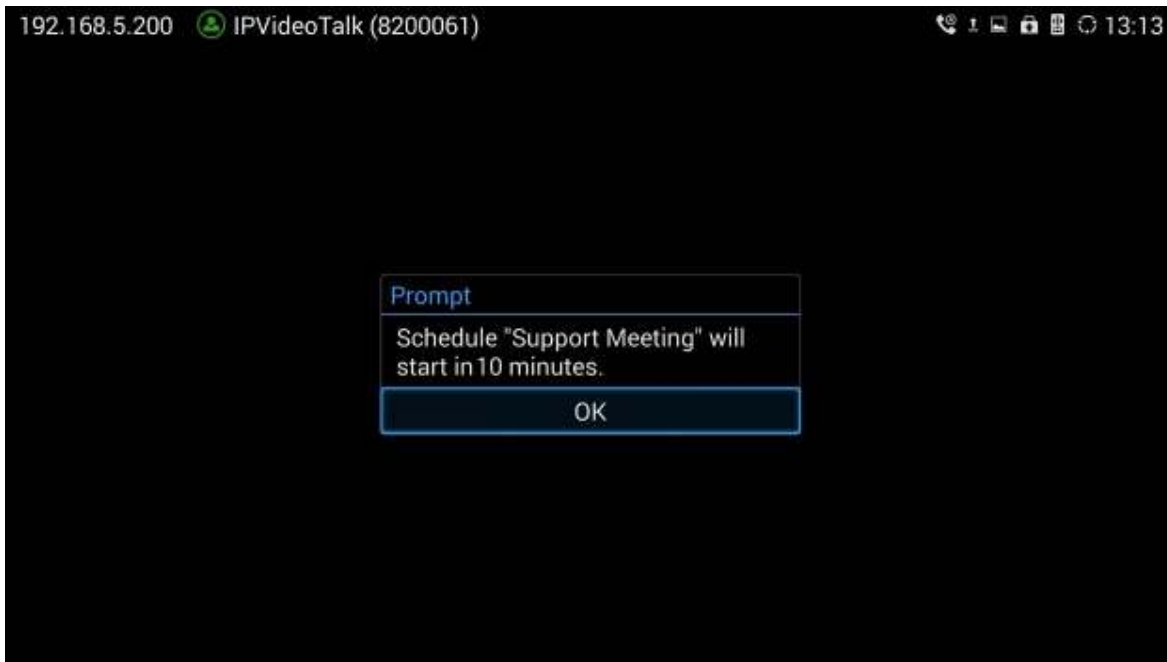 192.168.5.200 IPVideoTalk (8200061) 13:13
Prompt
Schedule "Support Meeting" will
start in 10 minutes.
OK